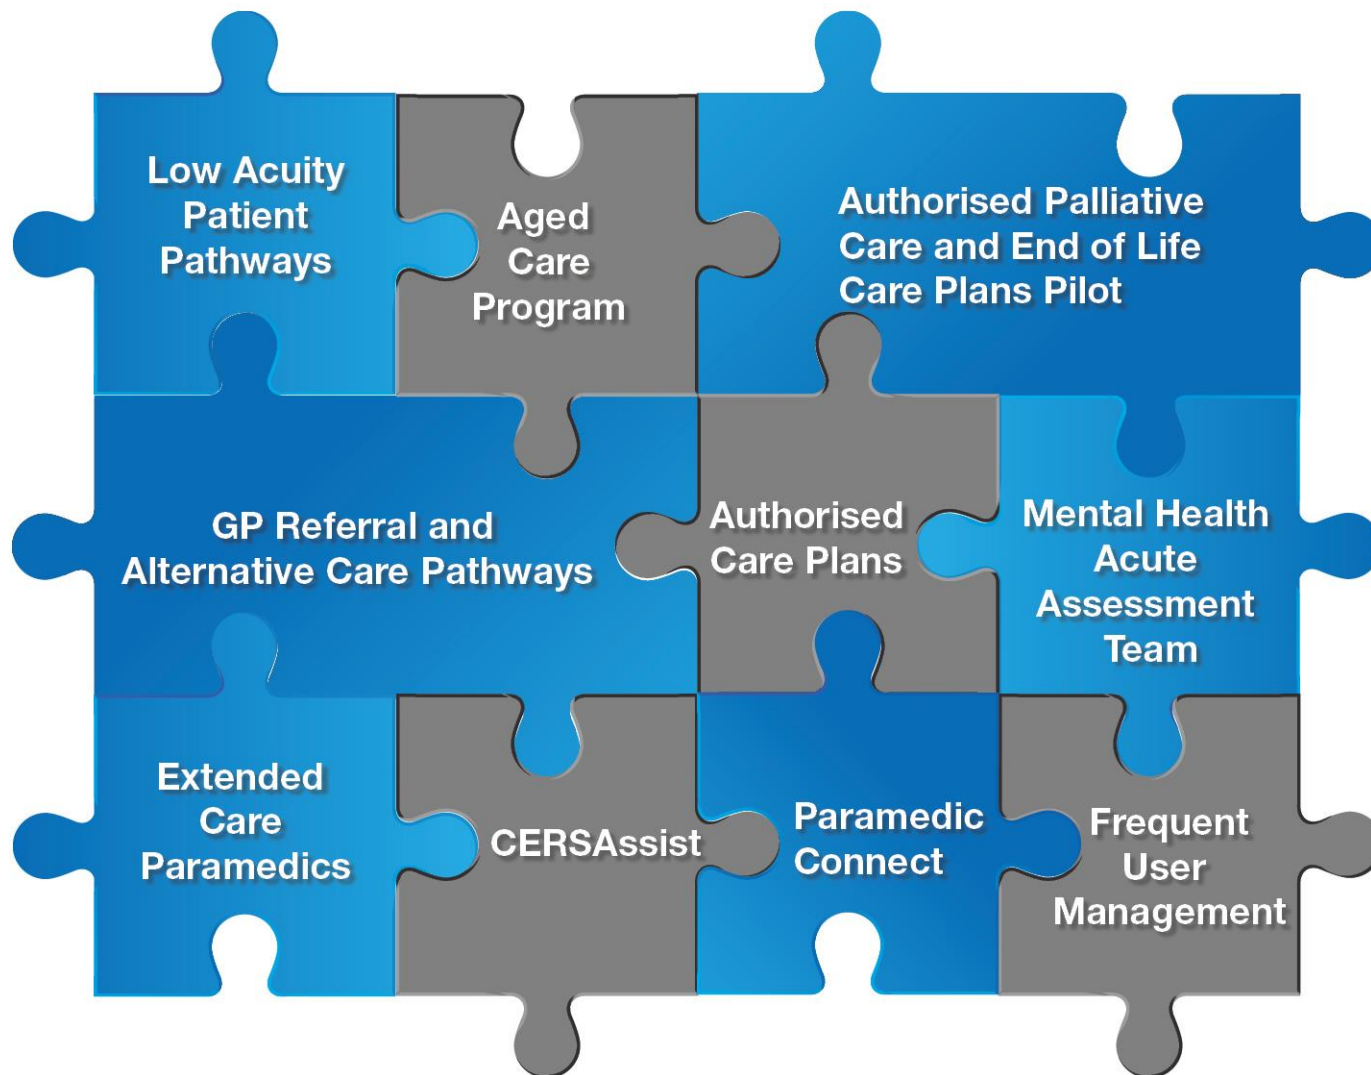 Low Acuity
Patient
Pathways
Aged
Care
Program
Authorised Palliative
Care and End of Life
Care Plans Pilot
GP Referral and
Alternative Care Pathways
Authorised
Care Plans
Mental Health
Acute
Assessment
Team
Extended
Care
Paramedics
CERSAssist
Paramedic
Connect
Frequent
User
Management